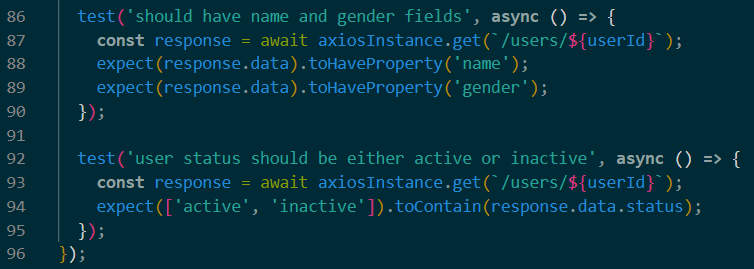 86 test('should have name and gender fields', async () => {
87 const response = await axiosInstance.get(`/users/${userId}`);
88 expect(response.data).toHaveProperty('name');
89 expect(response.data).toHaveProperty('gender');
90 });
91
92 test('user status should be either active or inactive', async () => {
93 const response = await axiosInstance.get(`/users/${userId}`);
94 expect(['active', 'inactive']).toContain(response.data.status);
95 });
96 });